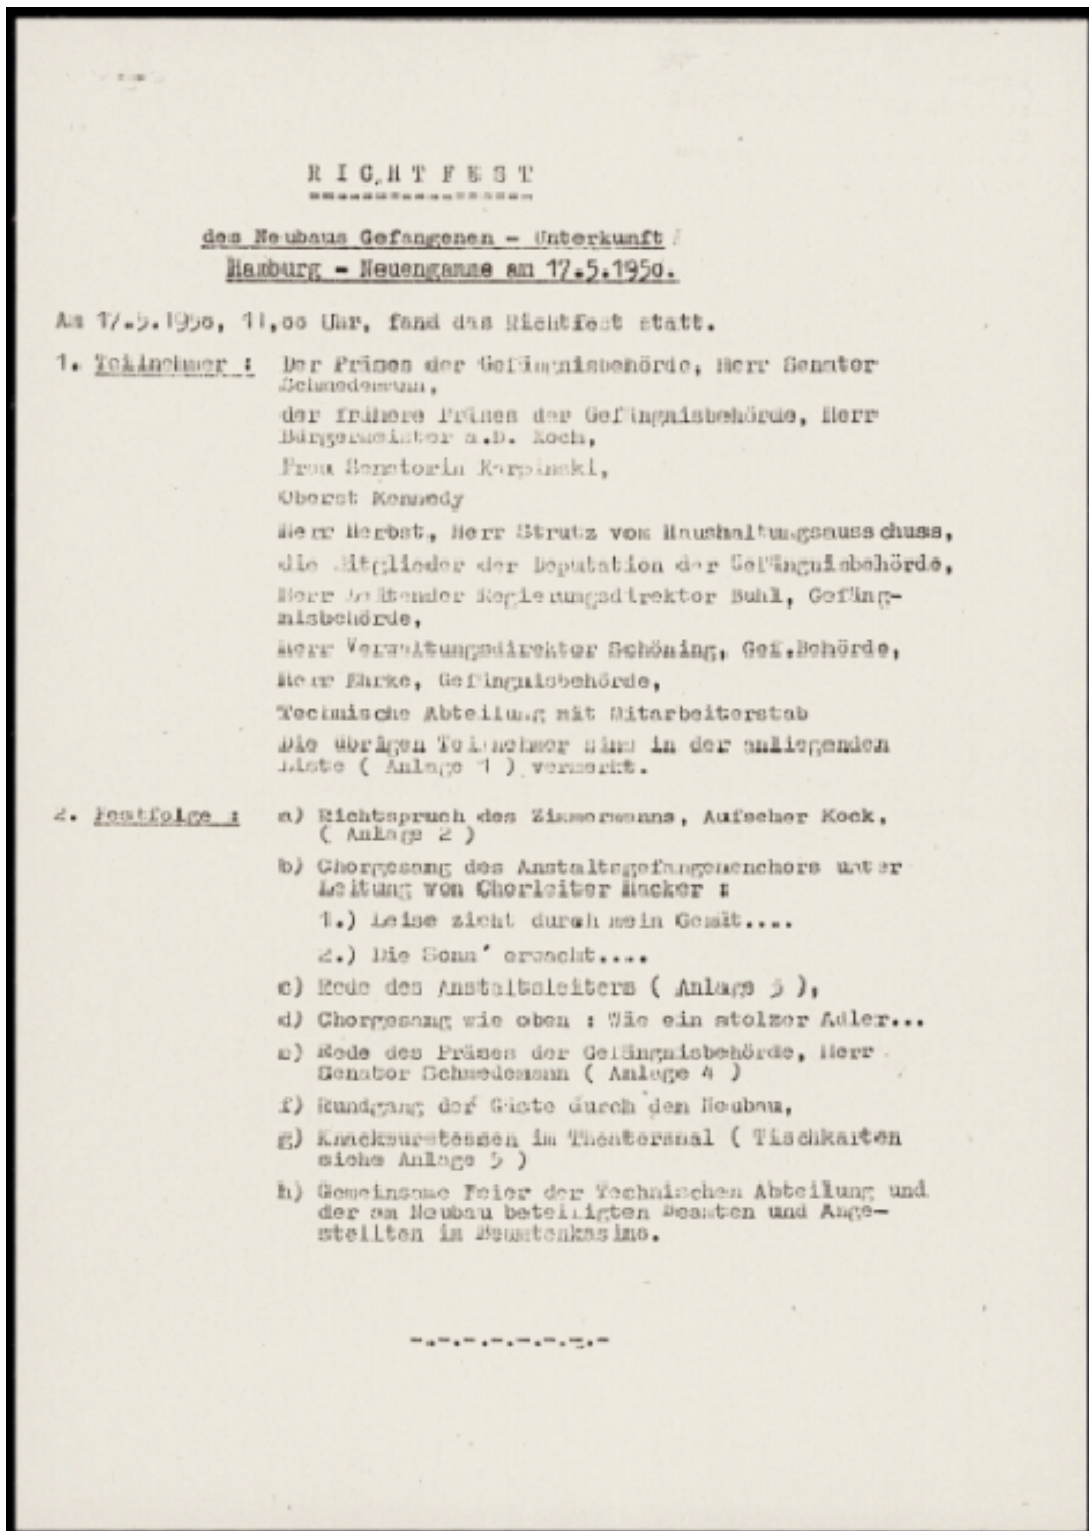 RICHTFEST
des Neubaus Gefangenen - Unterkunft
Hamburg - Neuengamme am 17.5.1950.
Am 17.5.1950, 11,oo Uhr, fand das Richtfest statt.
1. Teilnehmer : Der Präses der Gefängnisbehörde, Herr Senator
Schmedemann,
der frühere Präses der Gefängnisbehörde, Herr
Bürgermeister a.D. Koch,
Frau Senatorin Karpinski,
Oberst Kennedy
Herr Herbst, Herr Strutz vom Haushaltungsausschuss,
die Mitglieder der Deputation der Gefängnisbehörde,
Herr Leitender Regierungsdirektor Buhl, Gefäng-
nisbehörde,
Herr Verwaltungsdirektor Schöning, Gef.Behörde,
Herr Ehrke, Gefängnisbehörde,
Technische Abteilung mit Mitarbeiterstab
Die übrigen Teilnehmer sind in der anliegenden
Liste ( Anlage 1 ) vermerkt.
2. Festfolge : a) Richtspruch des Zimmermanns, Aufseher Kock,
( Anlage 2 )
b) Chorgesang des Anstaltsgefangenenchors unter
Leitung von Chorleiter Hacker :
1.) Leise zieht durch mein Gemüt....
2.) Die Sonn' erwacht....
c) Rede des Anstaltsleiters ( Anlage 3 ),
d) Chorgesang wie oben : Wie ein stolzer Adler...
e) Rede des Präses der Gefängnisbehörde, Herr
Senator Schmedemann ( Anlage 4 )
f) Rundgang der Gäste durch den Neubau,
g) Knackwurstessen im Theatersaal ( Tischkarten
siehe Anlage 5 )
h) Gemeinsame Feier der Technischen Abteilung und
der am Neubau beteiligten Beamten und Ange-
stellten im Beamtenkasino.
-.-.-.-.-.-.-.-